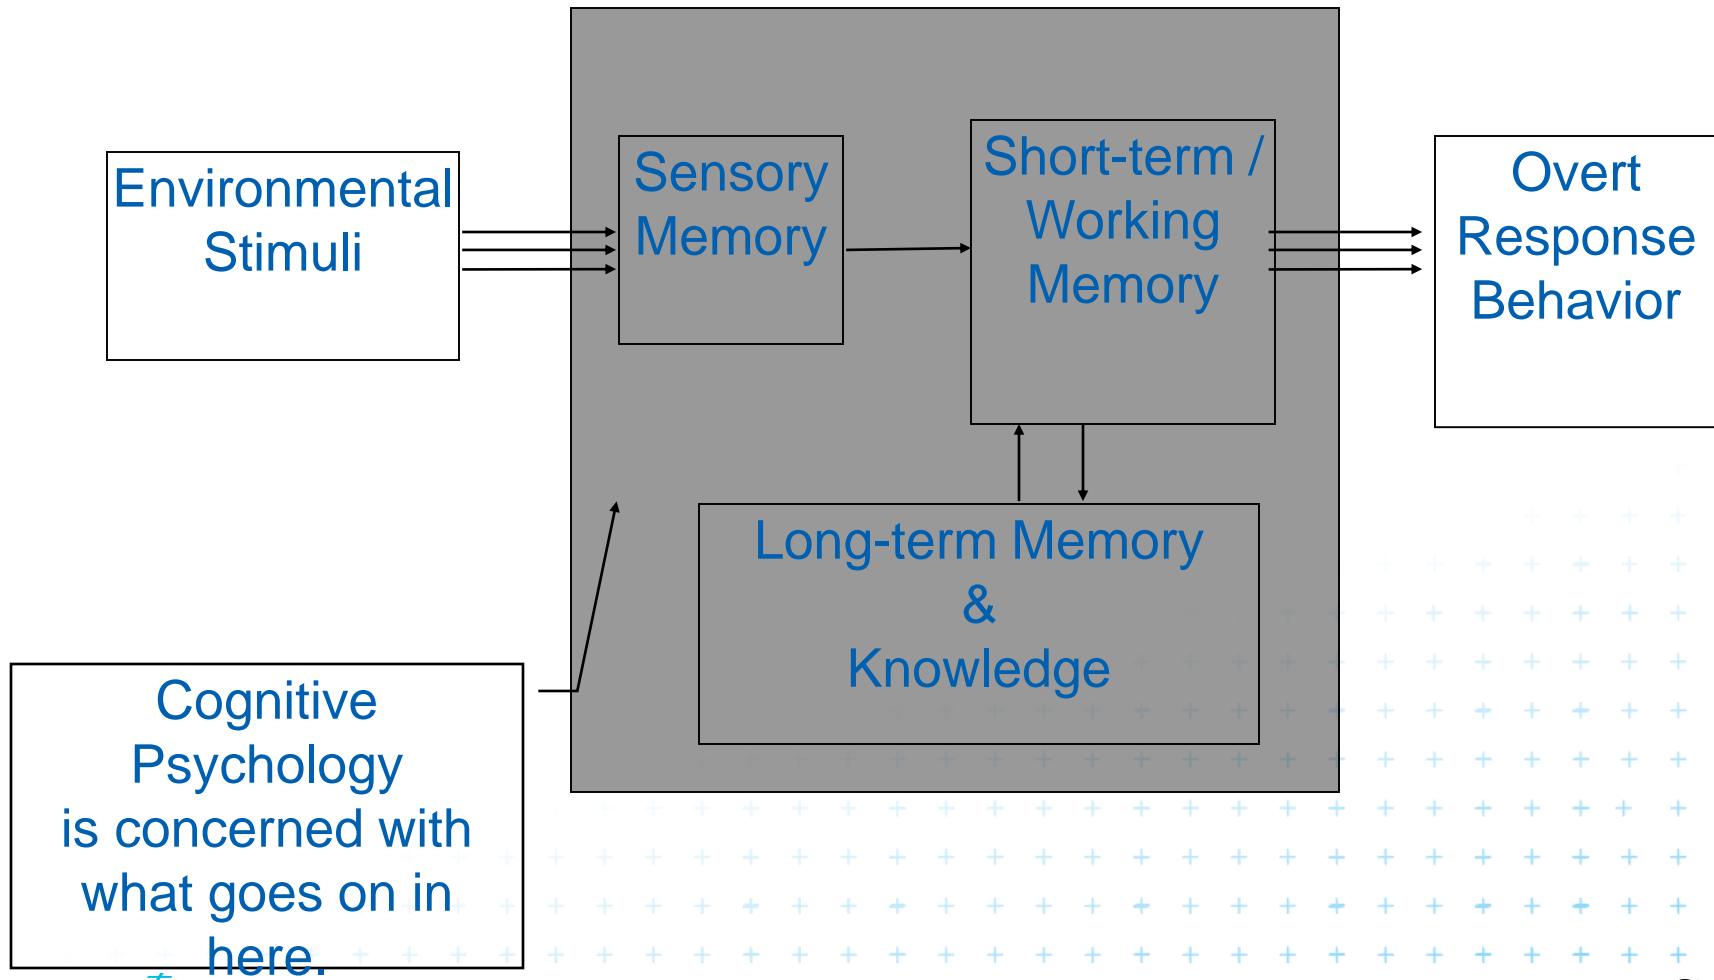 Environmental
Stimuli
Sensory
Memory
Short-term /
Working
Memory
Overt
Response
Behavior
Long-term Memory
&
Knowledge
Cognitive
Psychology
is concerned with
what goes on in
here.